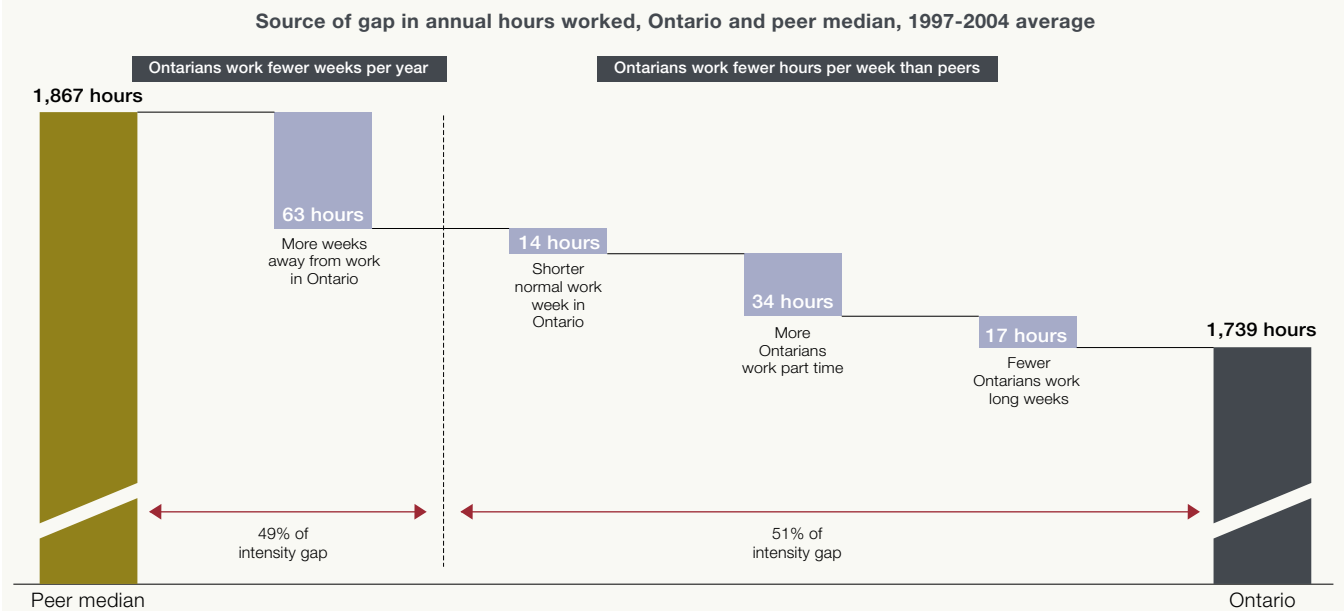 Source of gap in annual hours worked, Ontario and peer median, 1997-2004 average
Ontarians work fewer weeks per year
Ontarians work fewer hours per week than peers
1,867 hours
63 hours
More weeks
away from work
in Ontario
14 hours
Shorter
normal work
week in
Ontario
34 hours
More
Ontarians
work part time
17 hours
Fewer
Ontarians work
long weeks
1,739 hours
49% of
intensity gap
51% of
intensity gap
Peer median
Ontario